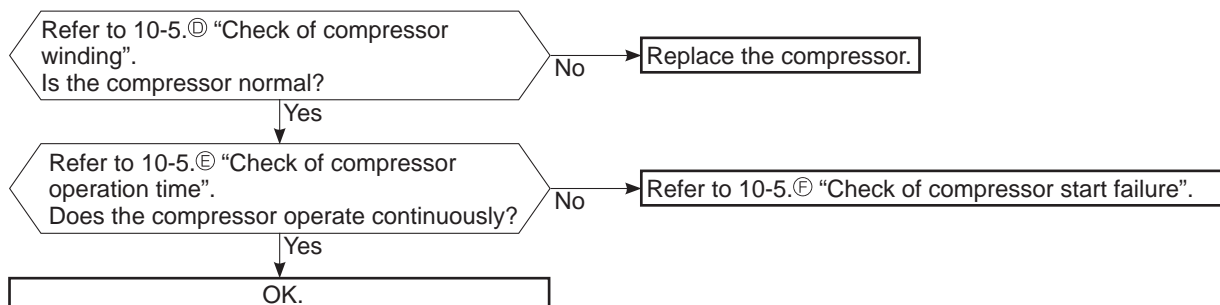 Refer to 10-5.Ⓓ “Check of compressor
winding”.
Is the compressor normal?
No
Replace the compressor.
Yes
Refer to 10-5.Ⓔ “Check of compressor
operation time”.
Does the compressor operate continuously?
No
Refer to 10-5.Ⓕ “Check of compressor start failure”.
Yes
OK.